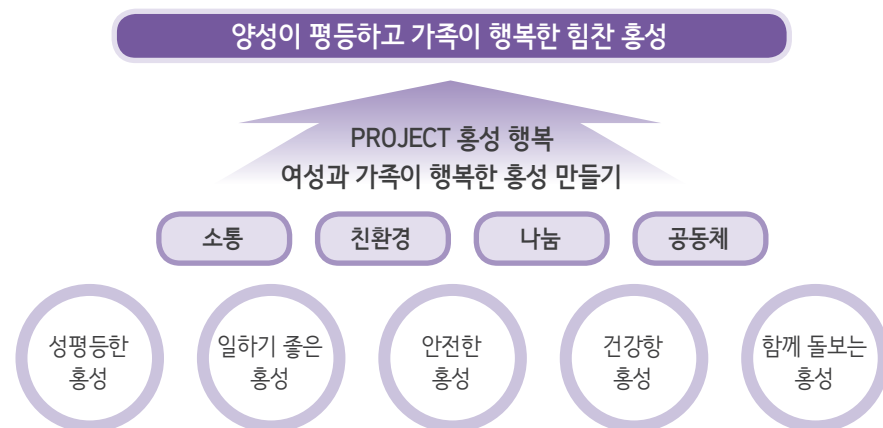 양성이 평등하고 가족이 행복한 힘찬 홍성
PROJECT 홍성 행복
여성과 가족이 행복한 홍성 만들기
소통
친환경
나눔
공동체
성평등한
홍성
일하기 좋은
홍성
안전한
홍성
건강항
홍성
함께 돌보는
홍성